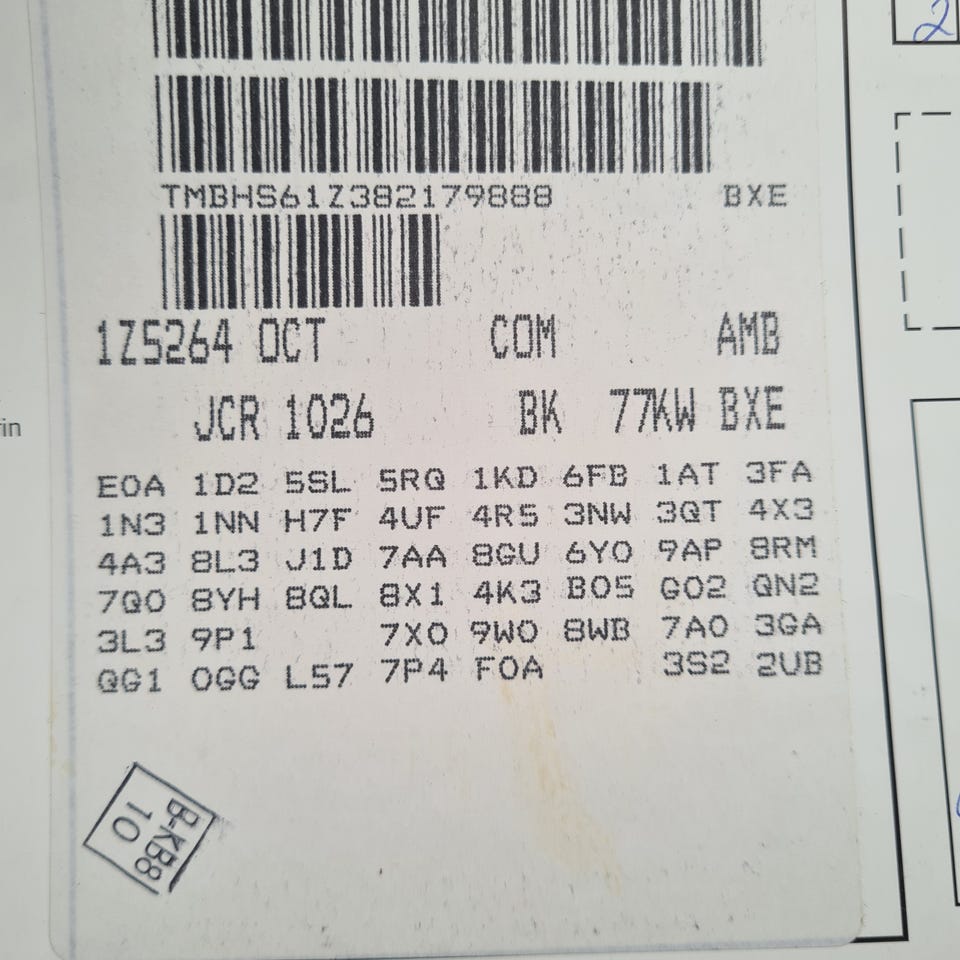 2
TMBHS61Z382179888 BXE
1Z5264 OCT COM AMB
JCR 1026 BK 77KW BXE
rin
E0A 1D2 5SL 5RQ 1KD 6FB 1AT 3FA
1N3 1NN H7F 4UF 4R5 3NW 3QT 4X3
4A3 8L3 J1D 7AA 8GU 6Y0 9AP 8RM
7Q0 8YH 8QL 8X1 4K3 B05 G02 QN2
3L3 9P1 7X0 9W0 8WB 7A0 3GA
QG1 0GG L57 7P4 F0A 3S2 2UB
B-KB8
10